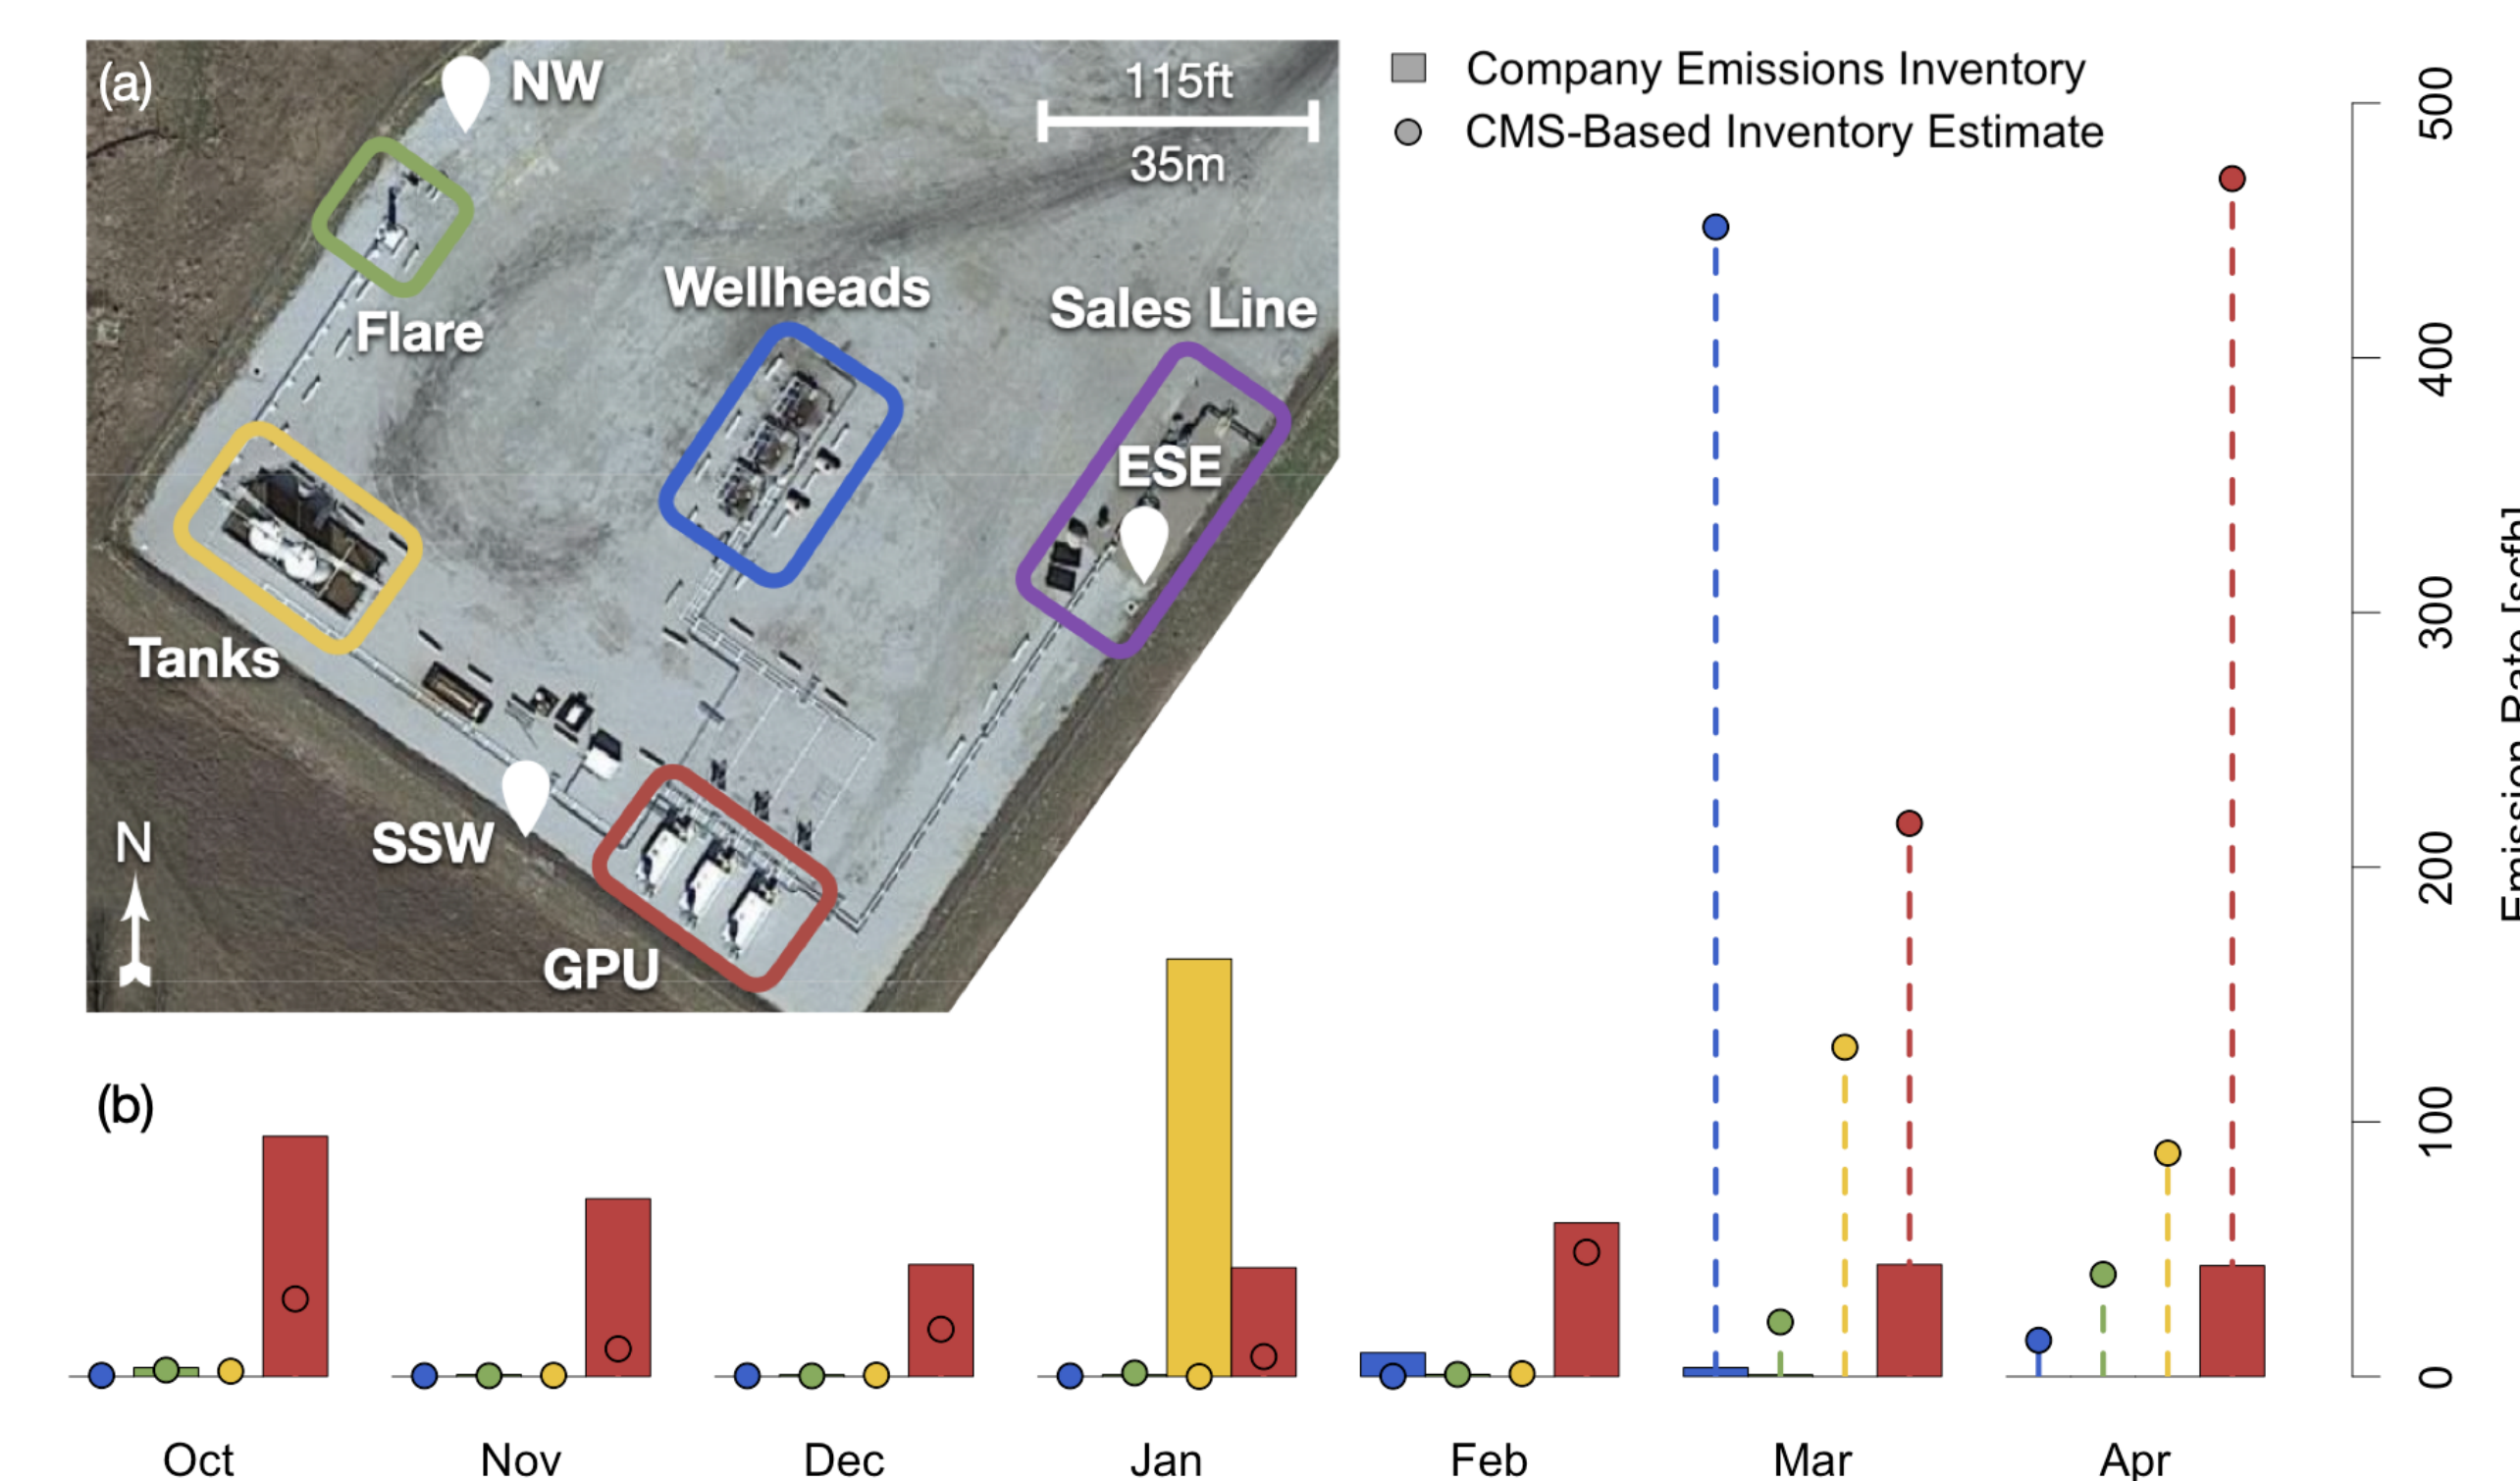 (a)
NW
115ft
35m
Flare
Wellheads
Sales Line
ESE
Tanks
SSW
N
GPU
Company Emissions Inventory
CMS-Based Inventory Estimate
500
400
300
200
100
0
(b)
Oct
Nov
Dec
Jan
Feb
Mar
Apr